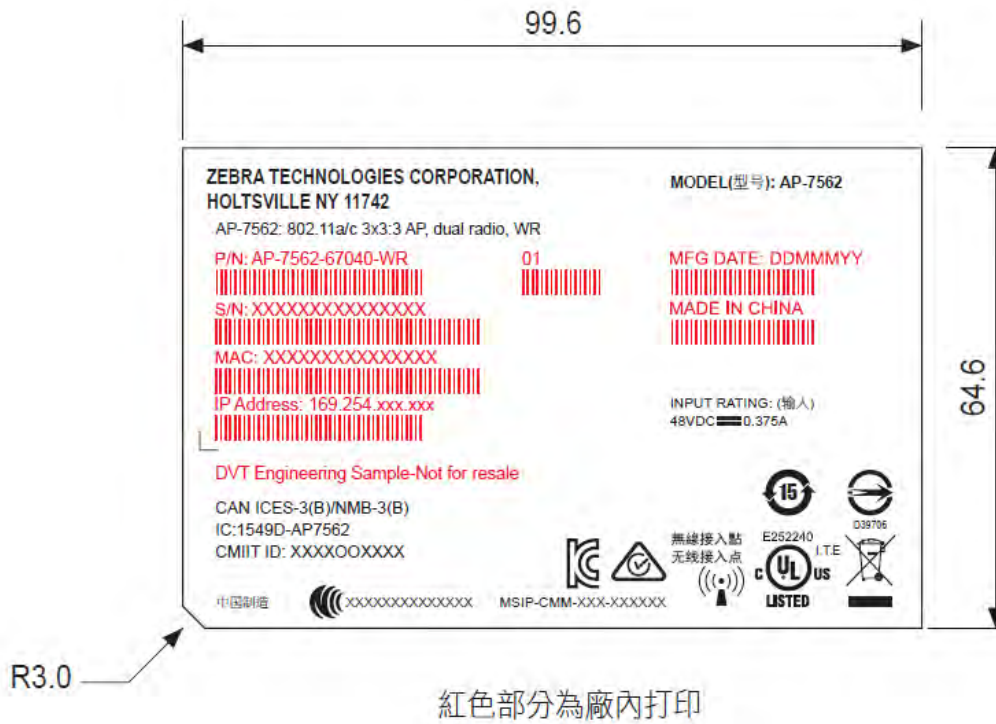 99.6
ZEBRA TECHNOLOGIES CORPORATION,
HOLTSVILLE NY 11742
MODEL(型号): AP-7562
AP-7562: 802.11a/c 3x3:3 AP, dual radio, WR
P/N: AP-7562-67040-WR
01
MFG DATE: DDMMMYY
S/N: XXXXXXXXXXXXXXX
MADE IN CHINA
MAC: XXXXXXXXXXXXXXX
IP Address: 169.254.xxx.xxx
INPUT RATING: (输人)
48VDC 0.375A
64.6
DVT Engineering Sample-Not for resale
CAN ICES-3(B)/NMB-3(B)
IC:1549D-AP7562
CMIIT ID: XXXXOOXXXX
15
D39706
無線接入點
无线接入点
E252240
I.T.E.
C UL US
LISTED
中国制造
XXXXXXXXXXXXXX
MSIP-CMM-XXX-XXXXXX
R3.0
紅色部分為廠內打印